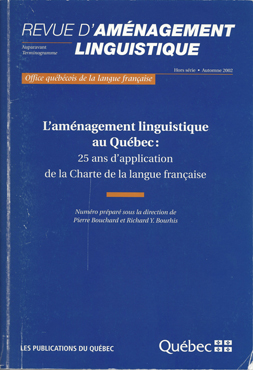 REVUE D'AMÉNAGEMENT
LINGUISTIQUE
Naguavant
Terminogramme
Hors série • Automne 2002
Office québécois de la langue française
L'aménagement linguistique
au Québec :
25 ans d'application
de la Charte de la langue française
Numéro préparé sous la direction de
Pierre Bouchard et Richard Y. Bourhis
LES PUBLICATIONS DU QUÉBEC
Québec